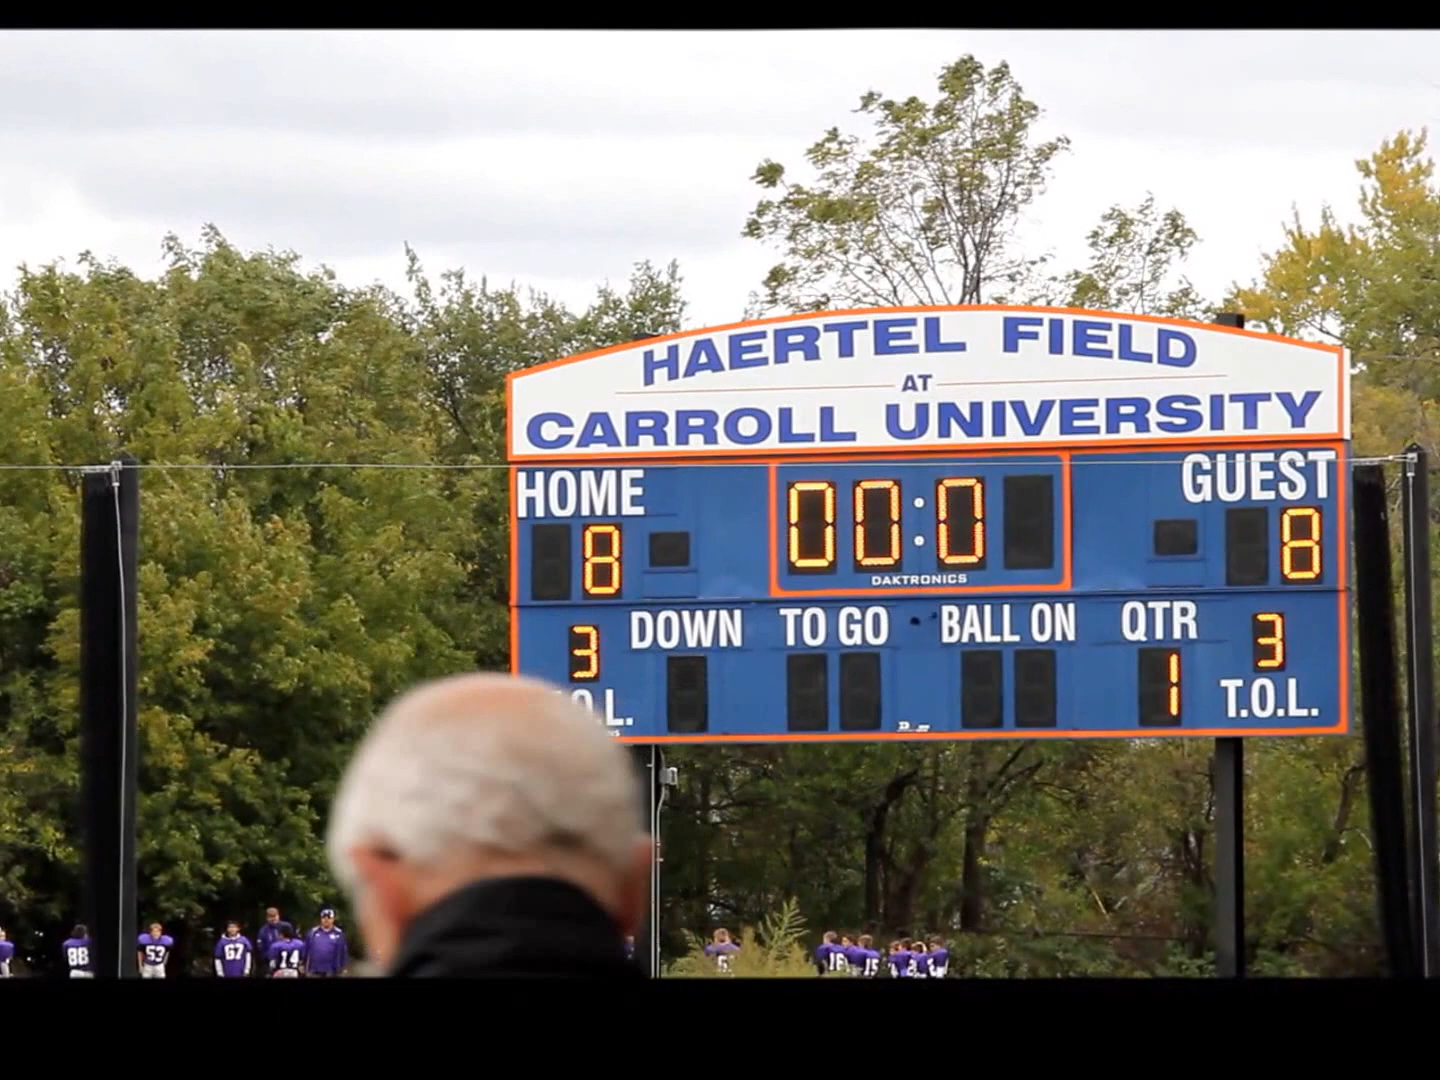 HAERTEL FIELD
AT
CARROLL UNIVERSITY
HOME
GUEST
8
00:0
8
DAKTRONICS
3
DOWN
TO GO
BALL ON
QTR
3
1
.O.L.
T.O.L.
88
53
67
14
16
15